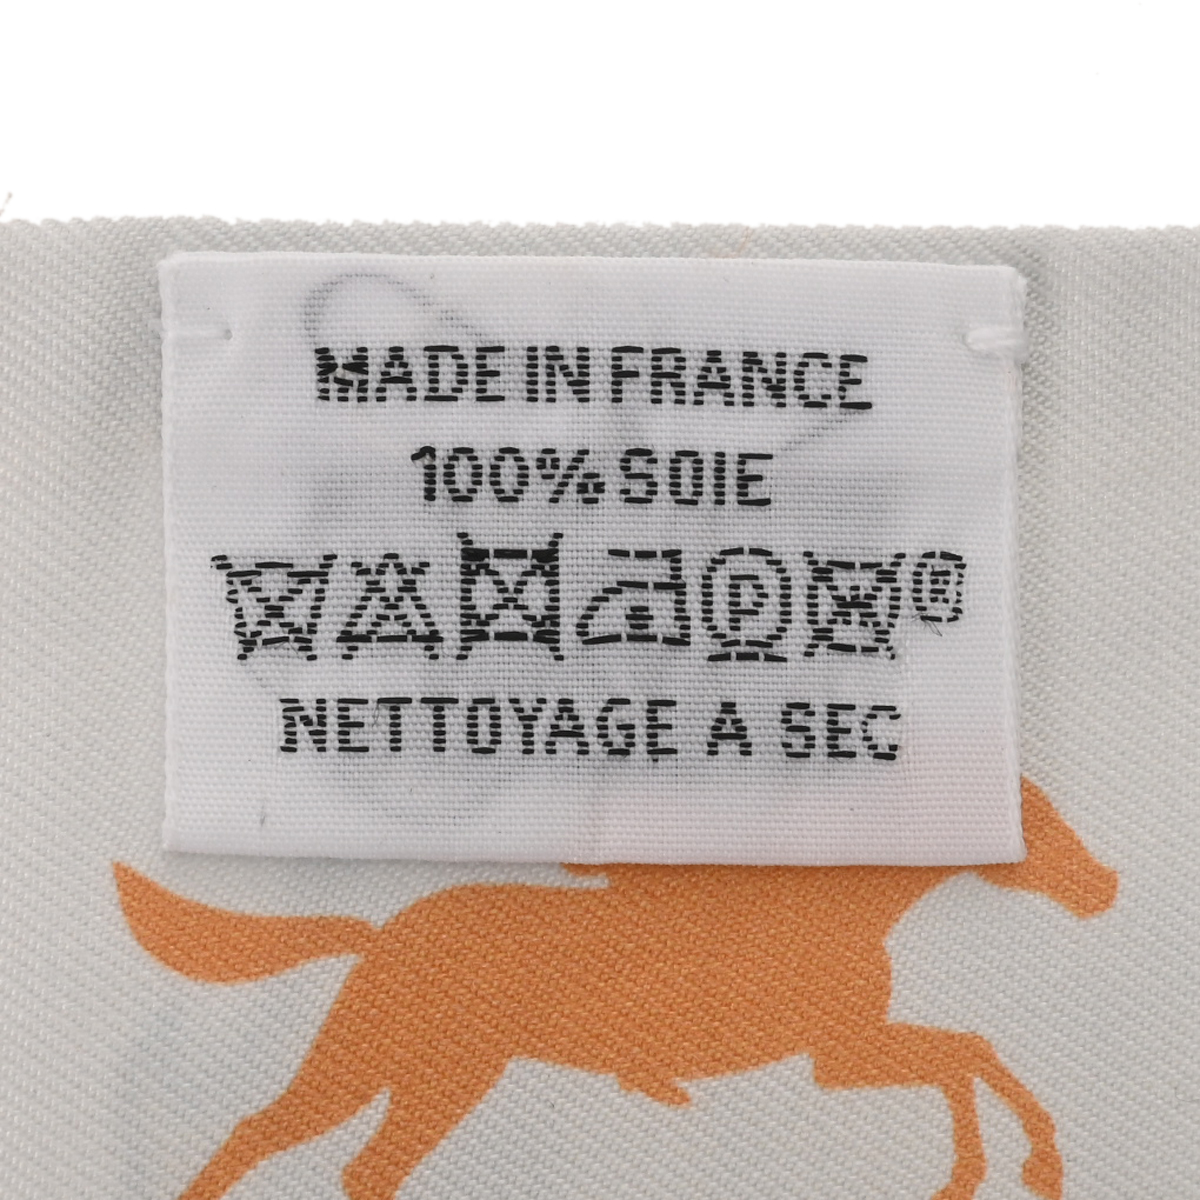 MADE IN FRANCE
100% SOIE
P ®
NETTOYAGE A SEC